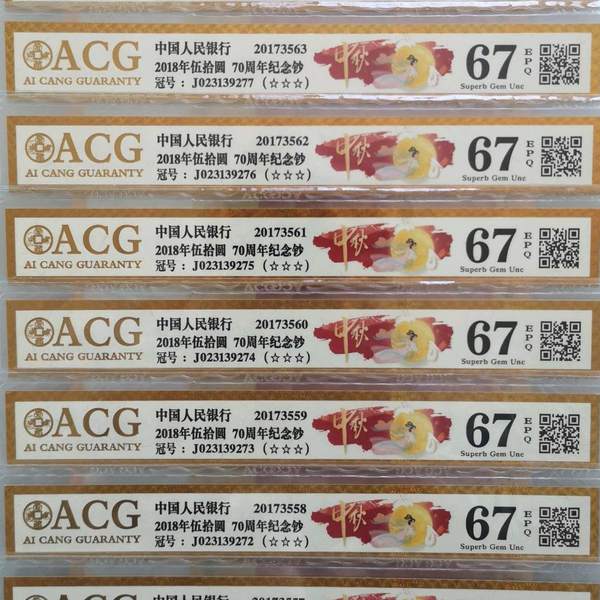 ACG
AI CANG GUARANTY
中国人民银行 20173563
2018年伍拾圆 70周年纪念钞
冠号：J023139277 (☆☆☆)
中秋
67
EPQ
Superb Gem Unc
ACG
AI CANG GUARANTY
中国人民银行 20173562
2018年伍拾圆 70周年纪念钞
冠号：J023139276 (☆☆☆)
中秋
67
EPQ
Superb Gem Unc
ACG
AI CANG GUARANTY
中国人民银行 20173561
2018年伍拾圆 70周年纪念钞
冠号：J023139275 (☆☆☆)
中秋
67
EPQ
Superb Gem Unc
ACG
AI CANG GUARANTY
中国人民银行 20173560
2018年伍拾圆 70周年纪念钞
冠号：J023139274 (☆☆☆)
中秋
67
EPQ
Superb Gem Unc
ACG
AI CANG GUARANTY
中国人民银行 20173559
2018年伍拾圆 70周年纪念钞
冠号：J023139273 (☆☆☆)
中秋
67
EPQ
Superb Gem Unc
ACG
AI CANG GUARANTY
中国人民银行 20173558
2018年伍拾圆 70周年纪念钞
冠号：J023139272 (☆☆☆)
中秋
67
EPQ
Superb Gem Unc